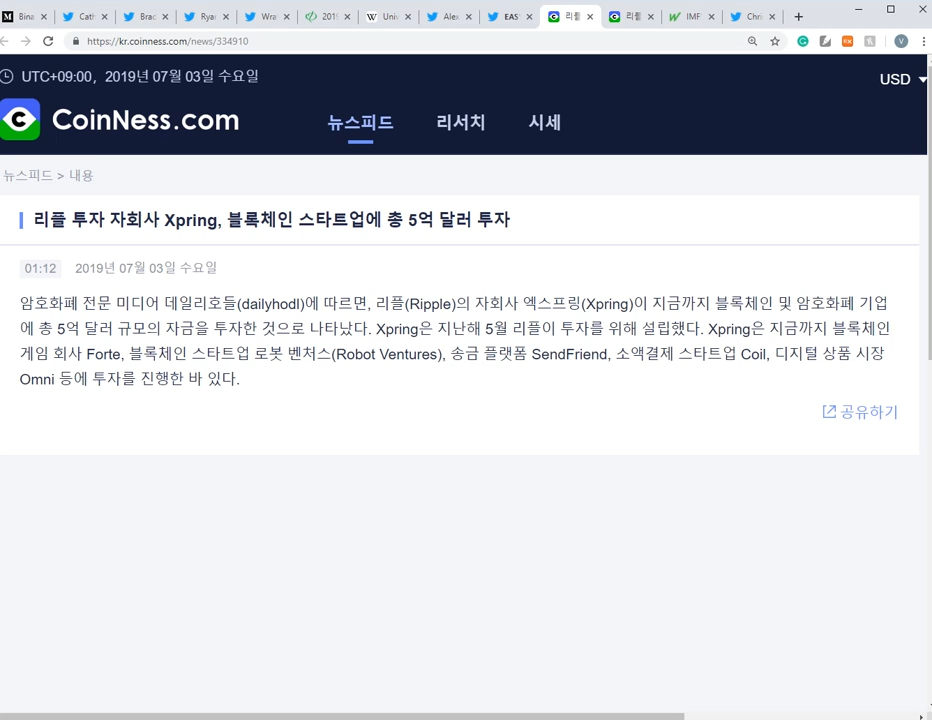 Bina Cath Brac Ryai Wra 2019 Univ Alex EAS 리플 리플 IMF Chri
https://kr.coinness.com/news/334910
V
UTC+09:00, 2019년 07월 03일 수요일
USD
CoinNess.com
뉴스피드 리서치 시세
뉴스피드 > 내용
리플 투자 자회사 Xpring, 블록체인 스타트업에 총 5억 달러 투자
01:12 2019년 07월 03일 수요일
암호화폐 전문 미디어 데일리호들(dailyhodl)에 따르면, 리플(Ripple)의 자회사 엑스프링(Xpring)이 지금까지 블록체인 및 암호화폐 기업
에 총 5억 달러 규모의 자금을 투자한 것으로 나타났다. Xpring은 지난해 5월 리플이 투자를 위해 설립했다. Xpring은 지금까지 블록체인
게임 회사 Forte, 블록체인 스타트업 로봇 벤처스(Robot Ventures), 송금 플랫폼 SendFriend, 소액결제 스타트업 Coil, 디지털 상품 시장
Omni 등에 투자를 진행한 바 있다.
공유하기